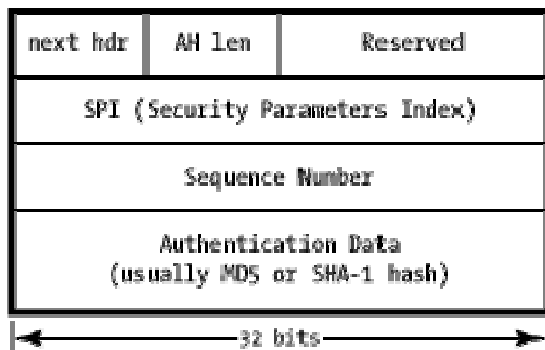 next hdr AH len Reserved
SPI (Security Parameters Index)
Sequence Number
Authentication Data
(usually MD5 or SHA-1 hash)
32 bits